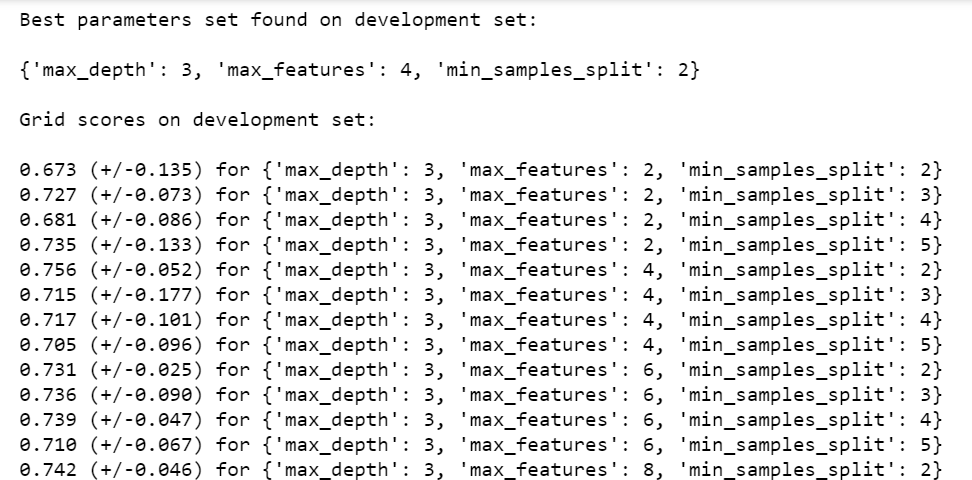 Best parameters set found on development set:
{'max_depth': 3, 'max_features': 4, 'min_samples_split': 2}
Grid scores on development set:
0.673 (+/-0.135) for {'max_depth': 3, 'max_features': 2, 'min_samples_split': 2}
0.727 (+/-0.073) for {'max_depth': 3, 'max_features': 2, 'min_samples_split': 3}
0.681 (+/-0.086) for {'max_depth': 3, 'max_features': 2, 'min_samples_split': 4}
0.735 (+/-0.133) for {'max_depth': 3, 'max_features': 2, 'min_samples_split': 5}
0.756 (+/-0.052) for {'max_depth': 3, 'max_features': 4, 'min_samples_split': 2}
0.715 (+/-0.177) for {'max_depth': 3, 'max_features': 4, 'min_samples_split': 3}
0.717 (+/-0.101) for {'max_depth': 3, 'max_features': 4, 'min_samples_split': 4}
0.705 (+/-0.096) for {'max_depth': 3, 'max_features': 4, 'min_samples_split': 5}
0.731 (+/-0.025) for {'max_depth': 3, 'max_features': 6, 'min_samples_split': 2}
0.736 (+/-0.090) for {'max_depth': 3, 'max_features': 6, 'min_samples_split': 3}
0.739 (+/-0.047) for {'max_depth': 3, 'max_features': 6, 'min_samples_split': 4}
0.710 (+/-0.067) for {'max_depth': 3, 'max_features': 6, 'min_samples_split': 5}
0.742 (+/-0.046) for {'max_depth': 3, 'max_features': 8, 'min_samples_split': 2}